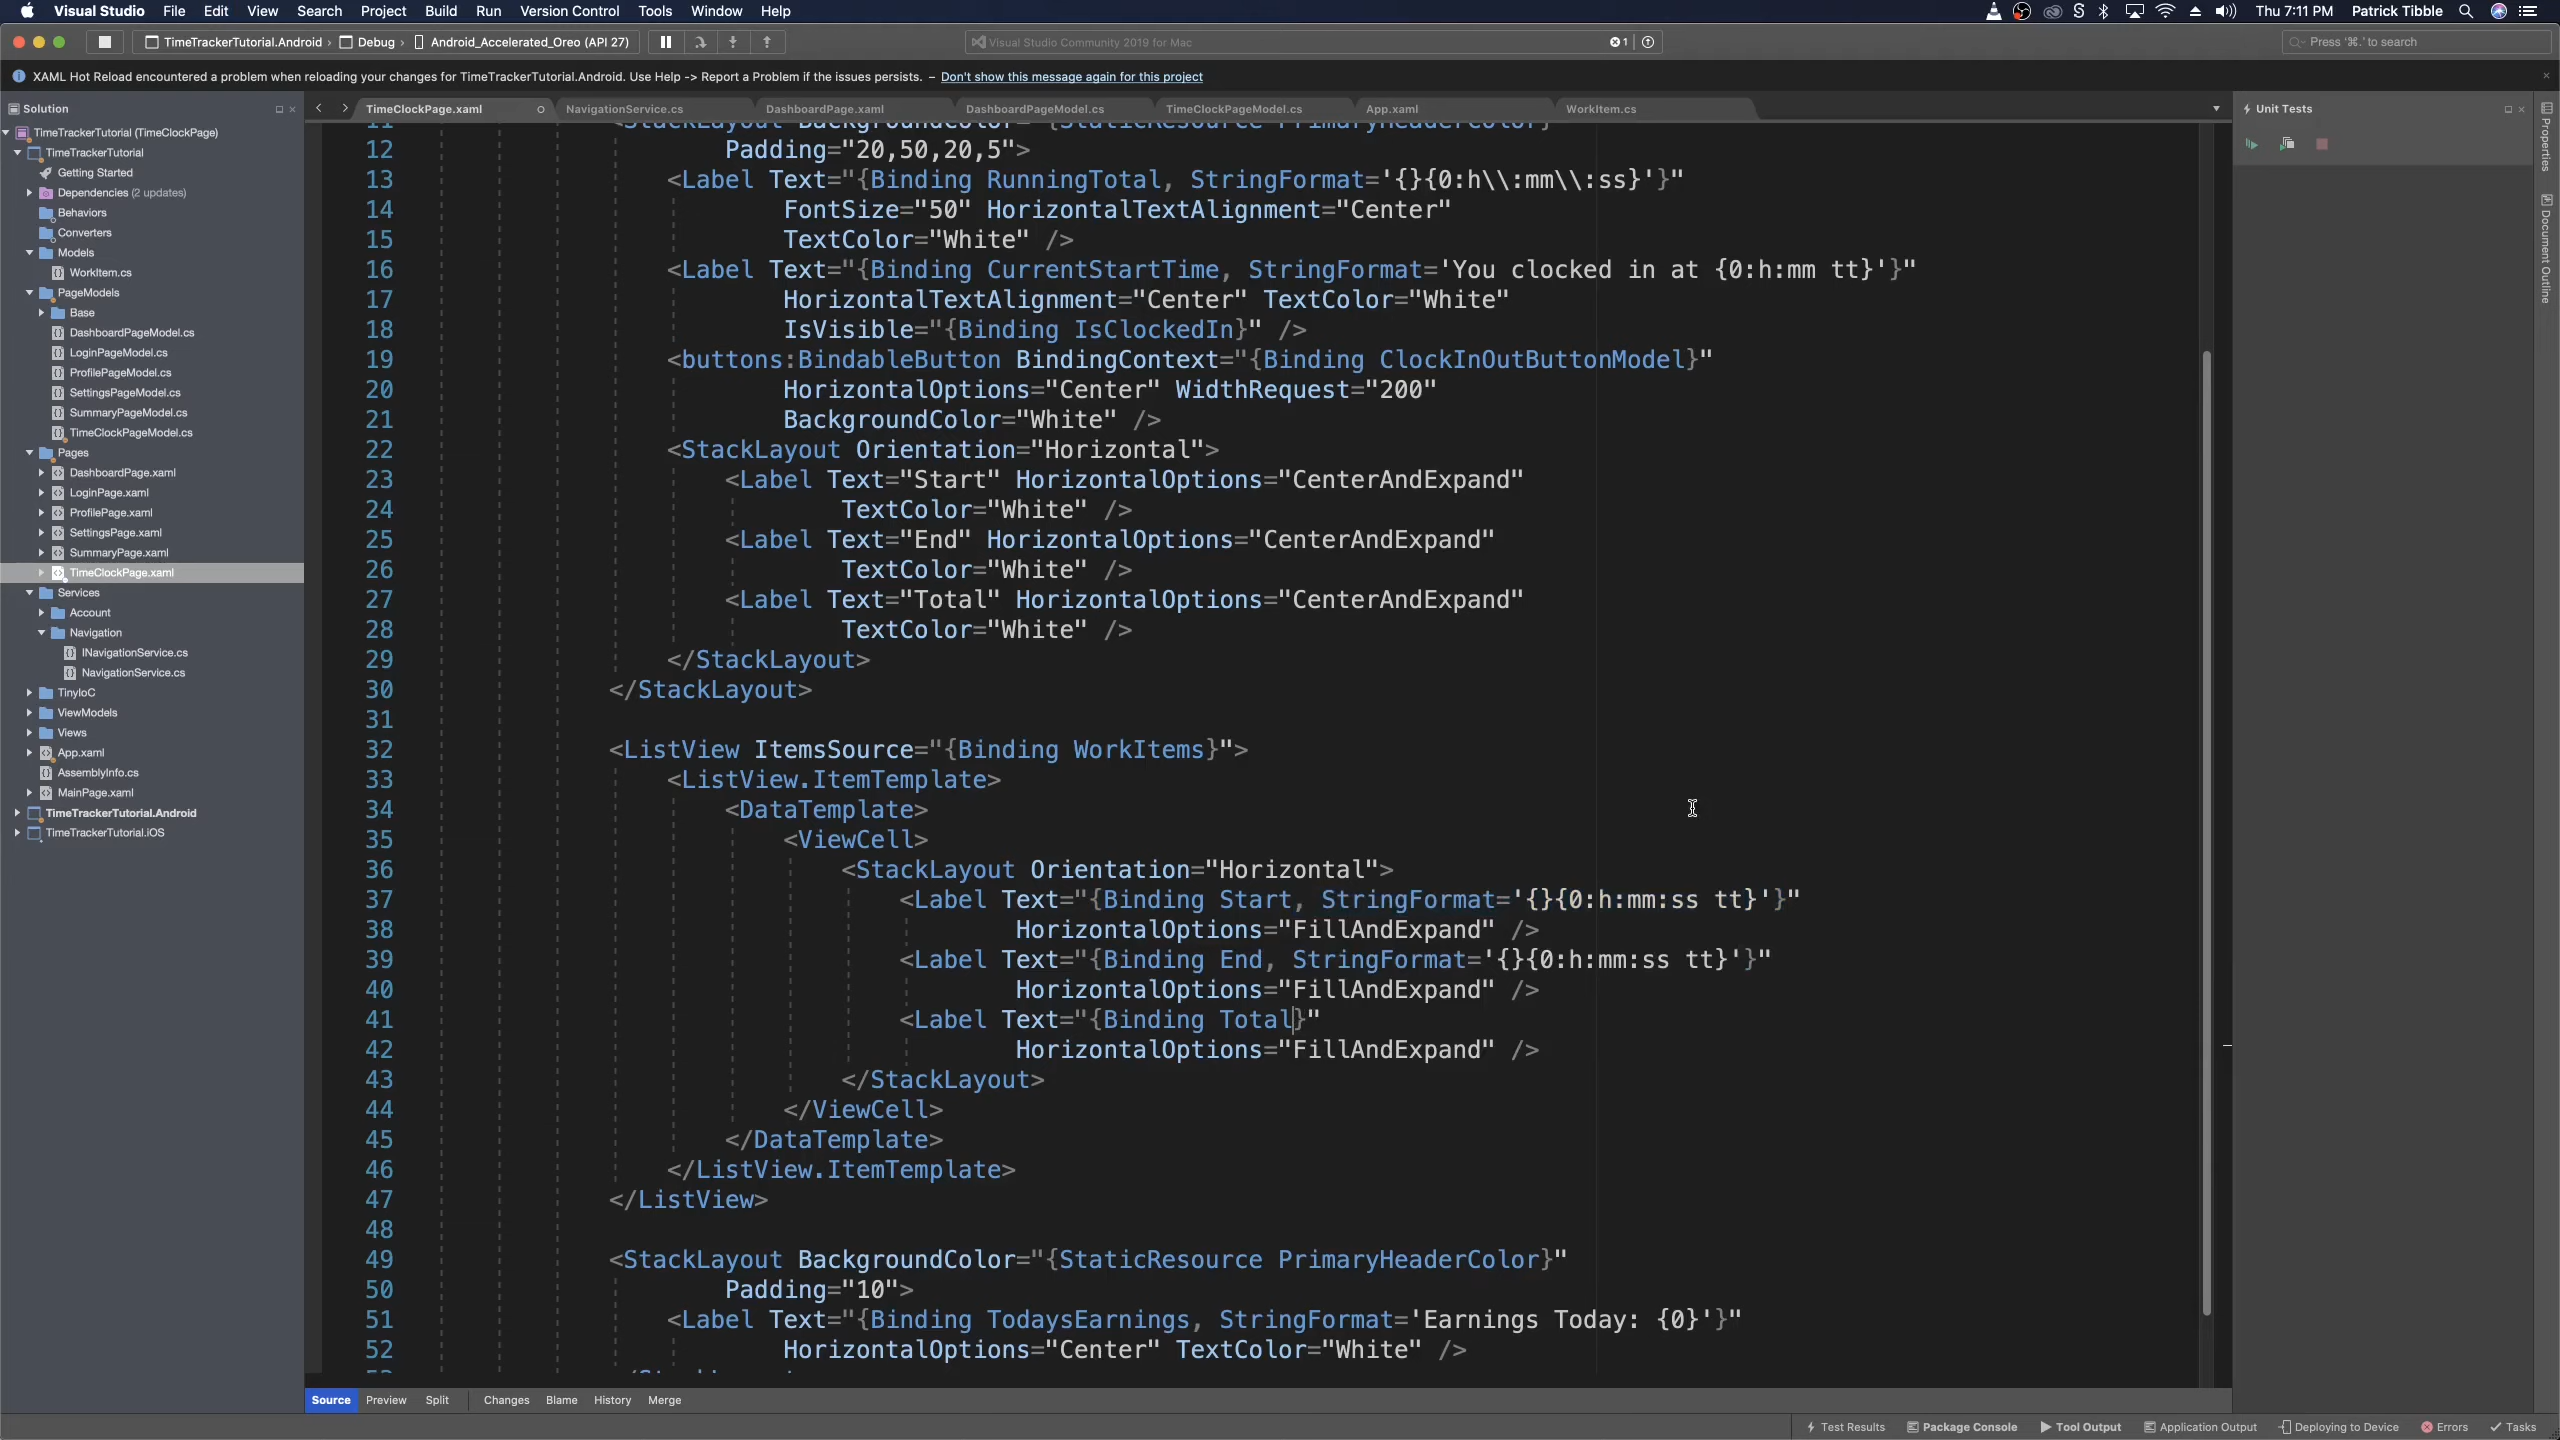 Visual Studio File Edit View Search Project Build Run Version Control Tools Window Help
Thu 7:11 PM Patrick Tibble
TimeTrackerTutorial.Android › Debug › Android_Accelerated_Oreo (API 27)
Visual Studio Community 2019 for Mac
1
Press '⌘.' to search
XAML Hot Reload encountered a problem when reloading your changes for TimeTrackerTutorial.Android. Use Help -> Report a Problem if the issues persists. – Don't show this message again for this project
Solution
TimeTrackerTutorial (TimeClockPage)
TimeTrackerTutorial
Getting Started
Dependencies (2 updates)
Behaviors
Converters
Models
WorkItem.cs
PageModels
Base
DashboardPageModel.cs
LoginPageModel.cs
ProfilePageModel.cs
SettingsPageModel.cs
SummaryPageModel.cs
TimeClockPageModel.cs
Pages
DashboardPage.xaml
LoginPage.xaml
ProfilePage.xaml
SettingsPage.xaml
SummaryPage.xaml
TimeClockPage.xaml
Services
Account
Navigation
INavigationService.cs
NavigationService.cs
TinyIoC
ViewModels
Views
App.xaml
AssemblyInfo.cs
MainPage.xaml
TimeTrackerTutorial.Android
TimeTrackerTutorial.iOS
TimeClockPage.xaml NavigationService.cs DashboardPage.xaml DashboardPageModel.cs TimeClockPageModel.cs App.xaml WorkItem.cs
11 <StackLayout BackgroundColor="{StaticResource PrimaryHeaderColor}"
12 Padding="20,50,20,5">
13 <Label Text="{Binding RunningTotal, StringFormat='{}{0:h\\:mm\\:ss}'}"
14 FontSize="50" HorizontalTextAlignment="Center"
15 TextColor="White" />
16 <Label Text="{Binding CurrentStartTime, StringFormat='You clocked in at {0:h:mm tt}'}"
17 HorizontalTextAlignment="Center" TextColor="White"
18 IsVisible="{Binding IsClockedIn}" />
19 <buttons:BindableButton BindingContext="{Binding ClockInOutButtonModel}"
20 HorizontalOptions="Center" WidthRequest="200"
21 BackgroundColor="White" />
22 <StackLayout Orientation="Horizontal">
23 <Label Text="Start" HorizontalOptions="CenterAndExpand"
24 TextColor="White" />
25 <Label Text="End" HorizontalOptions="CenterAndExpand"
26 TextColor="White" />
27 <Label Text="Total" HorizontalOptions="CenterAndExpand"
28 TextColor="White" />
29 </StackLayout>
30 </StackLayout>
31
32 <ListView ItemsSource="{Binding WorkItems}">
33 <ListView.ItemTemplate>
34 <DataTemplate>
35 <ViewCell>
36 <StackLayout Orientation="Horizontal">
37 <Label Text="{Binding Start, StringFormat='{}{0:h:mm:ss tt}'}"
38 HorizontalOptions="FillAndExpand" />
39 <Label Text="{Binding End, StringFormat='{}{0:h:mm:ss tt}'}"
40 HorizontalOptions="FillAndExpand" />
41 <Label Text="{Binding Total}"
42 HorizontalOptions="FillAndExpand" />
43 </StackLayout>
44 </ViewCell>
45 </DataTemplate>
46 </ListView.ItemTemplate>
47 </ListView>
48
49 <StackLayout BackgroundColor="{StaticResource PrimaryHeaderColor}"
50 Padding="10">
51 <Label Text="{Binding TodaysEarnings, StringFormat='Earnings Today: {0}'}"
52 HorizontalOptions="Center" TextColor="White" />
Unit Tests
Properties
Document Outline
Source Preview Split Changes Blame History Merge
Test Results Package Console Tool Output Application Output Deploying to Device Errors Tasks